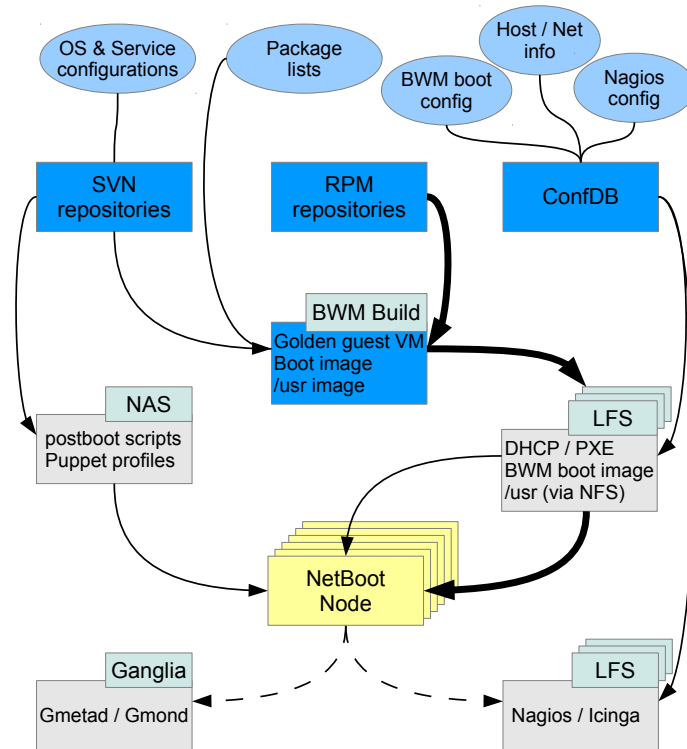 OS & Service
configurations
Package
lists
Host / Net
info
BWM boot
config
Nagios
config
SVN
repositories
RPM
repositories
ConfDB
BWM Build
Golden guest VM
Boot image
/usr image
NAS
postboot scripts
Puppet profiles
LFS
DHCP / PXE
BWM boot image
/usr (via NFS)
NetBoot
Node
Ganglia
Gmetad / Gmond
LFS
Nagios / Icinga